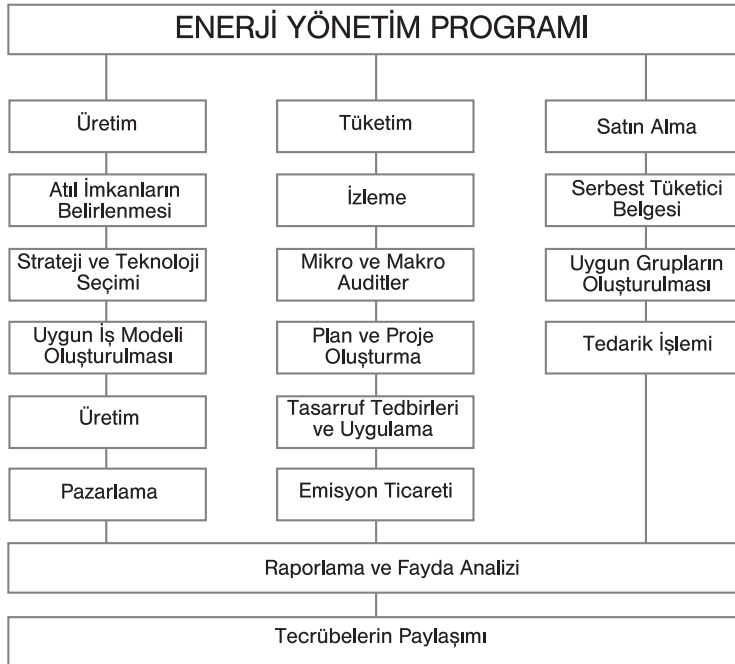 ENERJİ YÖNETİM PROGRAMI
Üretim
Atıl İmkanların
Belirlenmesi
Strateji ve Teknoloji
Seçimi
Uygun İş Modeli
Oluşturulması
Üretim
Pazarlama
Tüketim
İzleme
Mikro ve Makro
Auditler
Plan ve Proje
Oluşturma
Tasarruf Tedbirleri
ve Uygulama
Emisyon Ticareti
Satın Alma
Serbest Tüketici
Belgesi
Uygun Grupların
Oluşturulması
Tedarik İşlemi
Raporlama ve Fayda Analizi
Tecrübelerin Paylaşımı